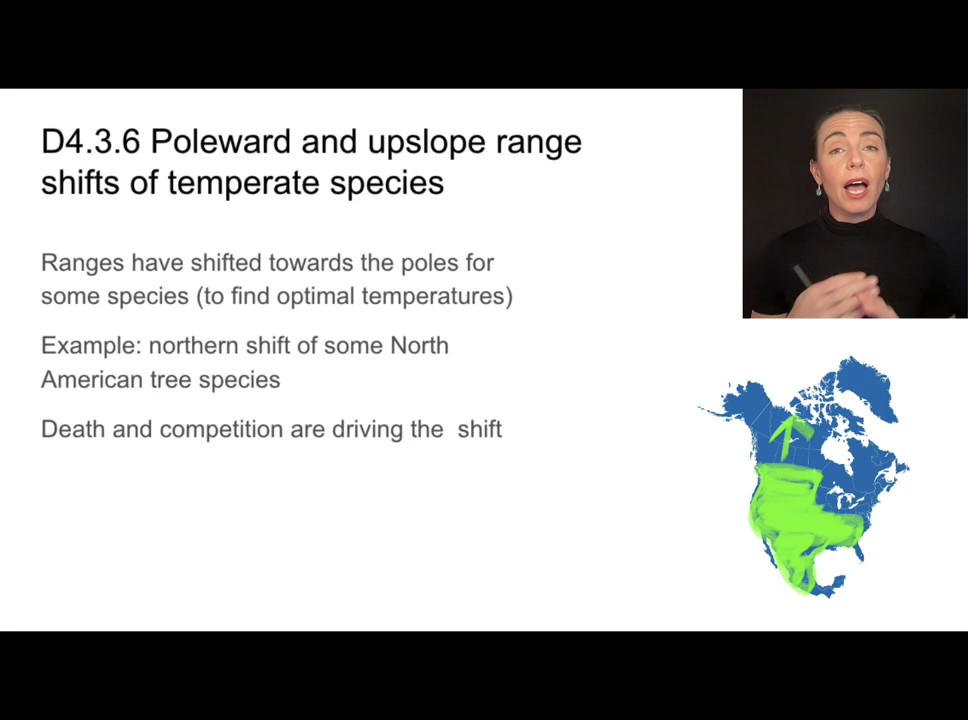 D4.3.6 Poleward and upslope range
shifts of temperate species
Ranges have shifted towards the poles for
some species (to find optimal temperatures)
Example: northern shift of some North
American tree species
Death and competition are driving the  shift